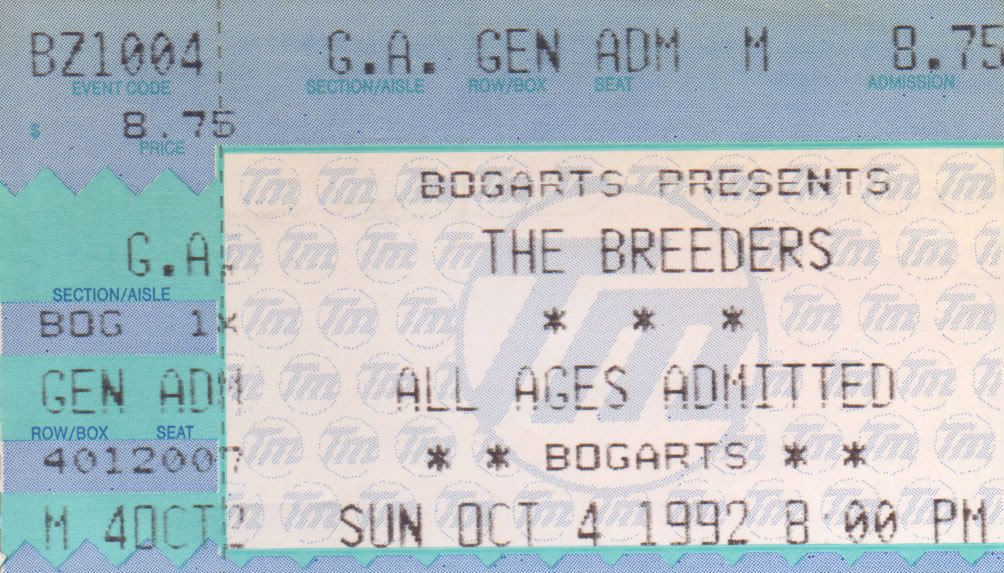 BZ1004 G.A. GEN ADM M 8.75
EVENT CODE SECTION/AISLE ROW/BOX SEAT ADMISSION
$ 8.75
PRICE
BOGARTS PRESENTS
G.A. THE BREEDERS
SECTION/AISLE
BOG 1X * * *
GEN ADM ALL AGES ADMITTED
ROW/BOX SEAT
* * BOGARTS * *
M 4OCT2 SUN OCT 4 1992 8 00 PM